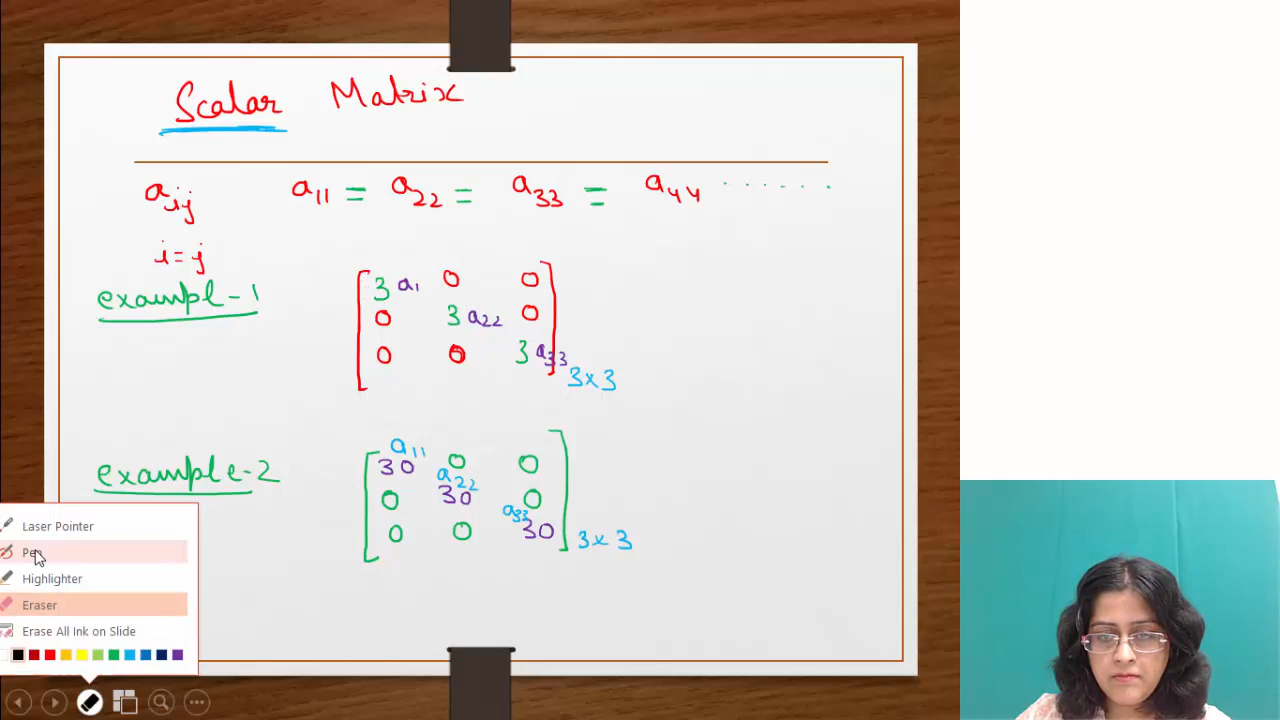 Scalar Matrix
aij a11 = a22 = a33 = a44 .......
i=j
example-1
3 a1 0 0
0 3 a22 0
0 0 3 a33
3x3
example-2
a11
30 0 0
a22
0 30 0
a33
0 0 30
3x3
Laser Pointer
Pen
Highlighter
Eraser
Erase All Ink on Slide